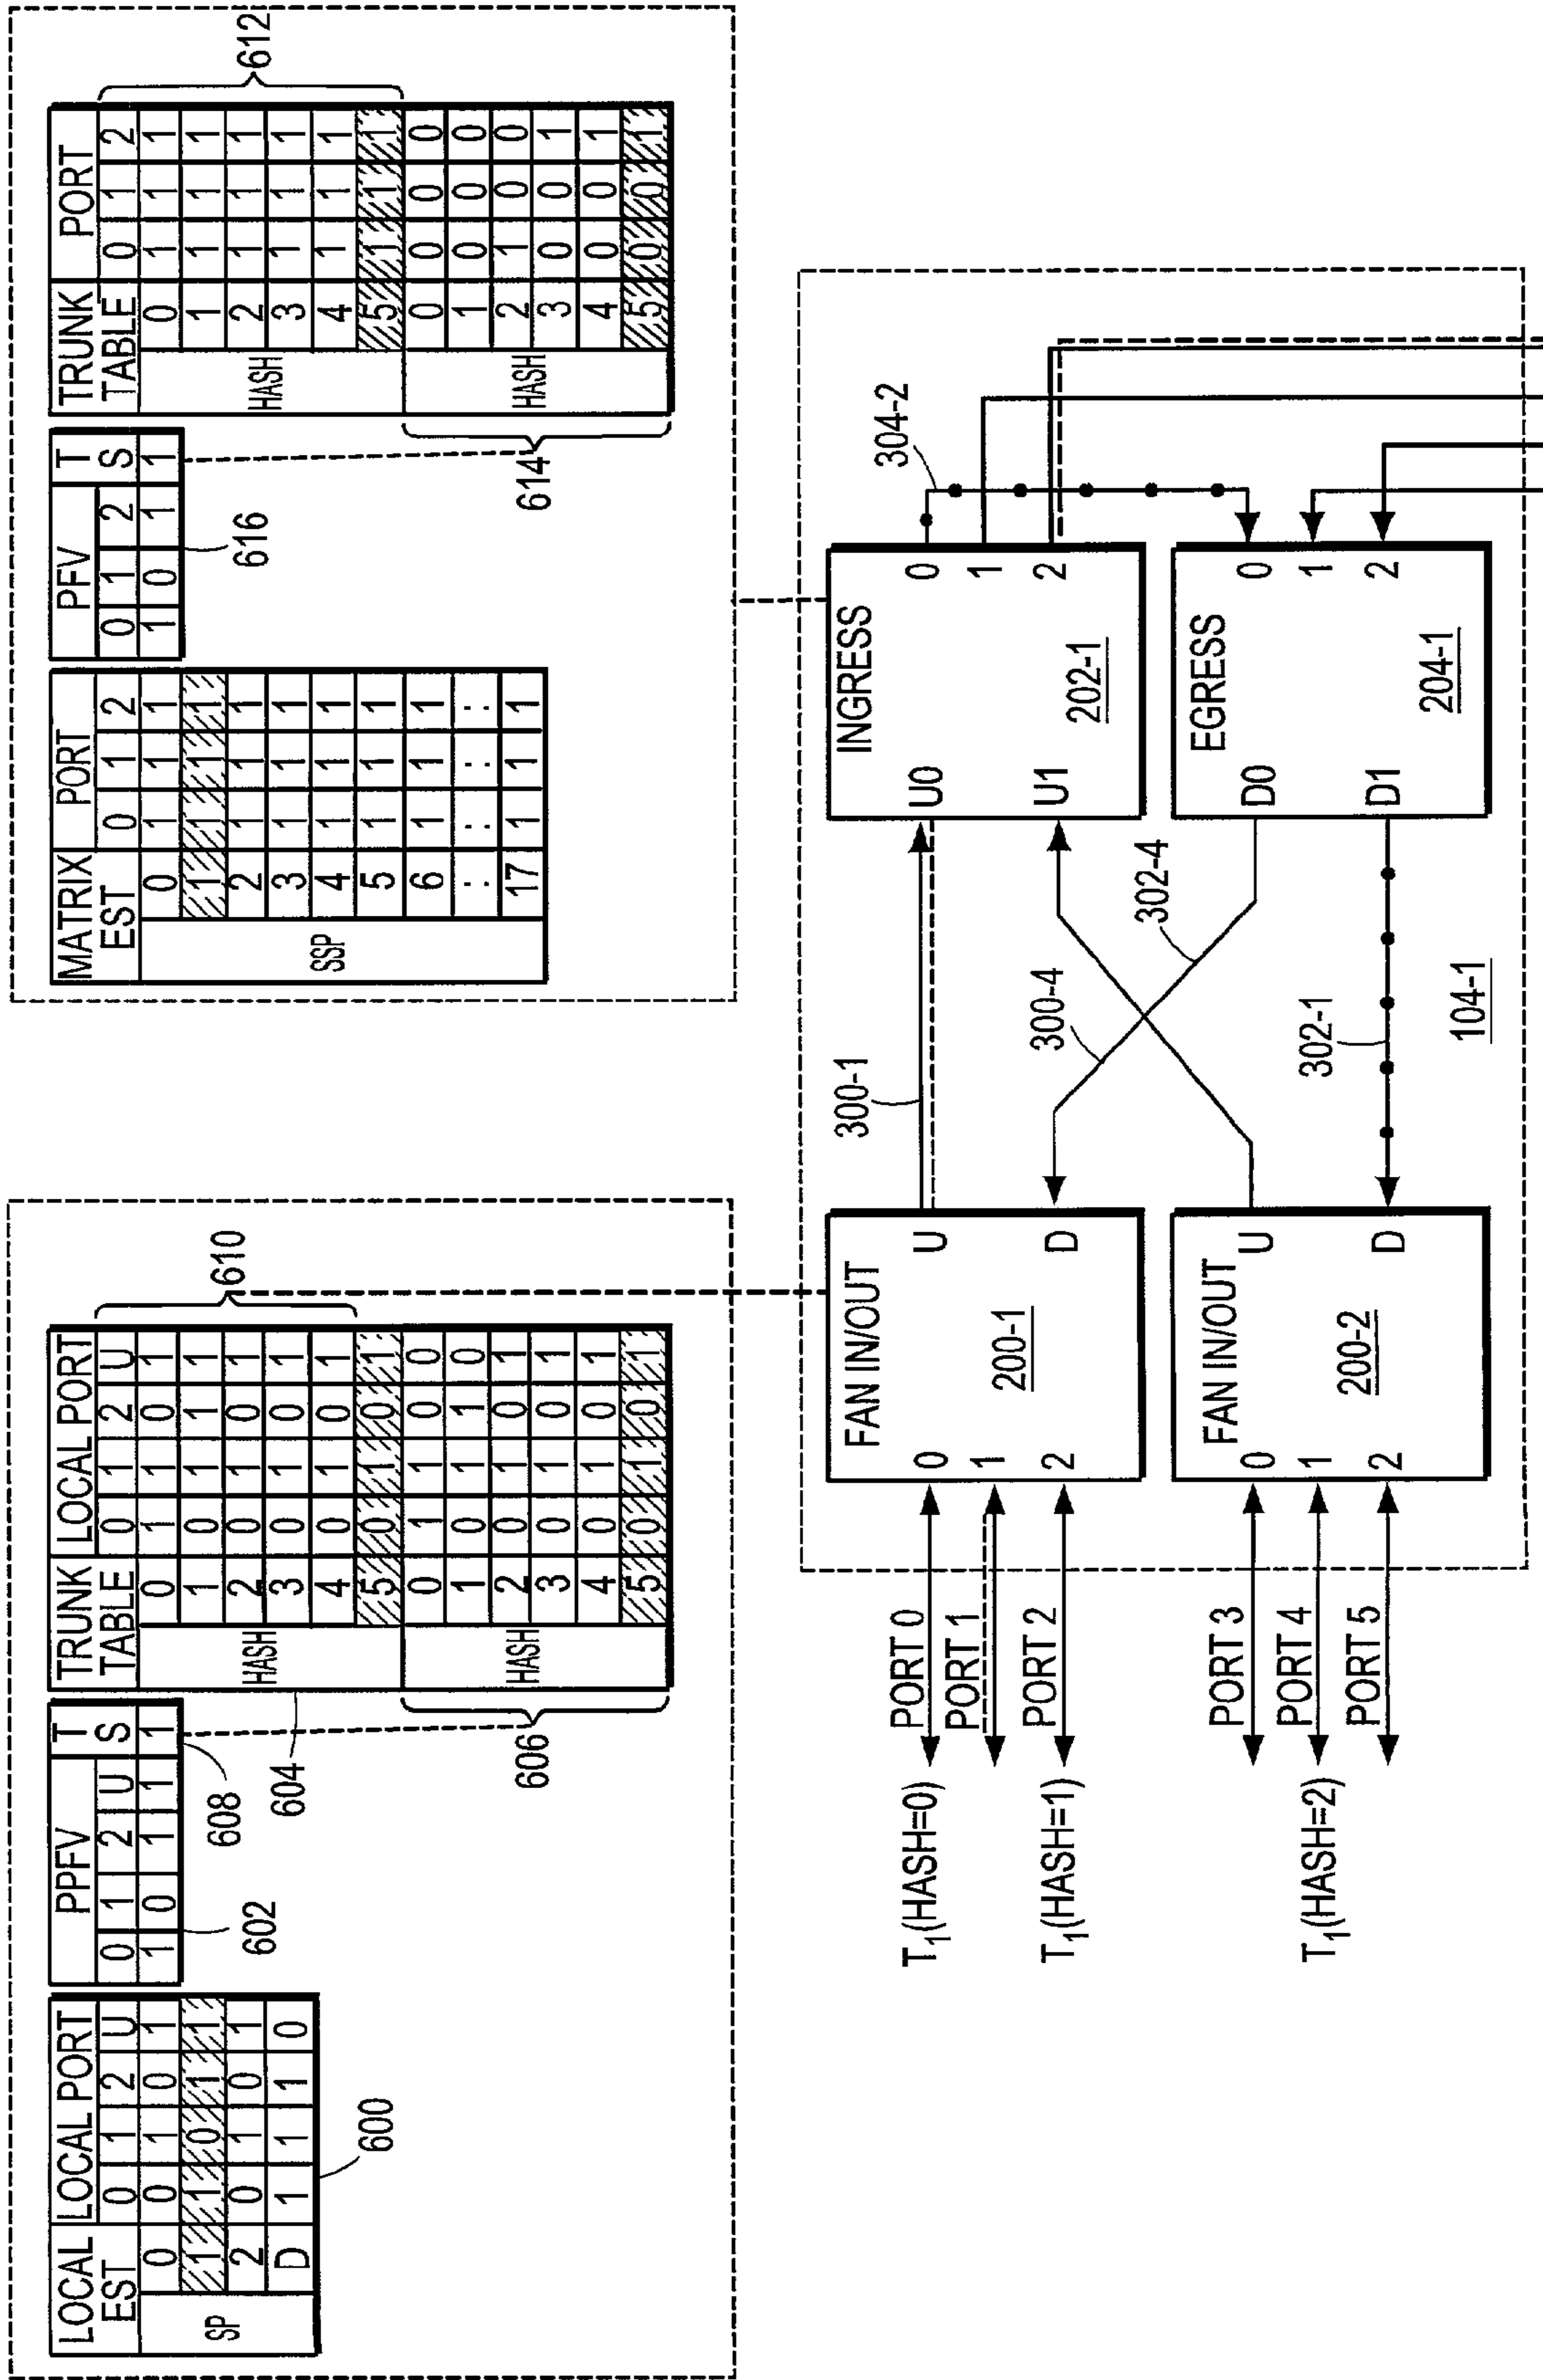 LOCAL EST LOCAL PORT
0 1 2 U
SP
0 0 1 0 1
1 1 0 1 1
2 0 1 0 1
D 1 1 1 0
600
PPFV T
0 1 2 U S
1 0 1 1 1
602
608
604
TRUNK TABLE LOCAL PORT
0 1 2 U
HASH
0 1 1 0 1
1 0 1 1 1
2 0 1 0 1
3 0 1 0 1
4 0 1 0 1
5 0 1 0 1
HASH
0 1 1 0 0
1 0 1 1 0
2 0 1 0 1
3 0 1 0 1
4 0 1 0 1
5 0 1 0 1
606
610
MATRIX EST PORT
0 1 2
SSP
0 1 1 1
1 1 1 1
2 1 1 1
3 1 1 1
4 1 1 1
5 1 1 1
6 1 1 1
: : : :
17 1 1 1
PFV T
0 1 2 S
1 0 1 1
616
TRUNK TABLE PORT
0 1 2
HASH
0 1 1 1
1 1 1 1
2 1 1 1
3 1 1 1
4 1 1 1
5 1 1 1
HASH
0 0 0 0
1 0 0 0
2 1 0 0
3 0 0 1
4 0 0 1
5 0 0 1
614
612
T1(HASH=0)
PORT 0
PORT 1
T1(HASH=1)
PORT 2
PORT 3
T1(HASH=2)
PORT 4
PORT 5
FAN IN/OUT
0 U
1
200-1
2 D
FAN IN/OUT
0 U
1
200-2
2 D
300-1
300-4
302-4
302-1
INGRESS
U0 0
1
U1 2
202-1
EGRESS
D0 0
1
D1 2
204-1
304-2
104-1